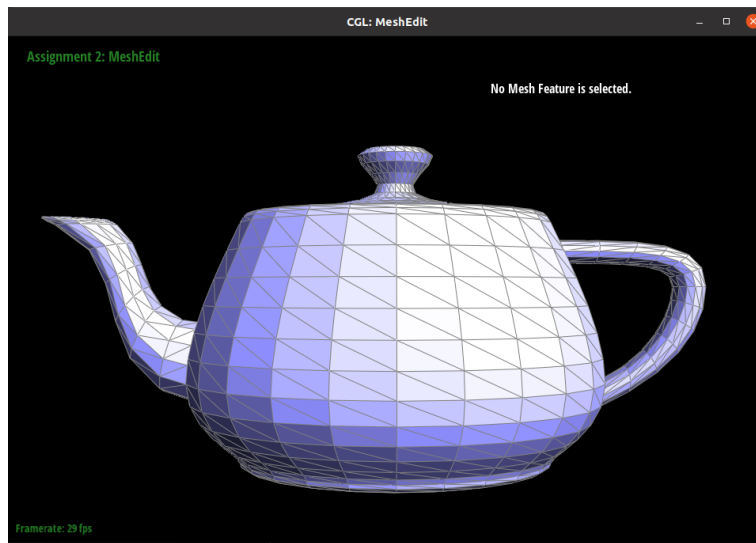 CGL: MeshEdit
Assignment 2: MeshEdit
No Mesh Feature is selected.
Framerate: 29 fps